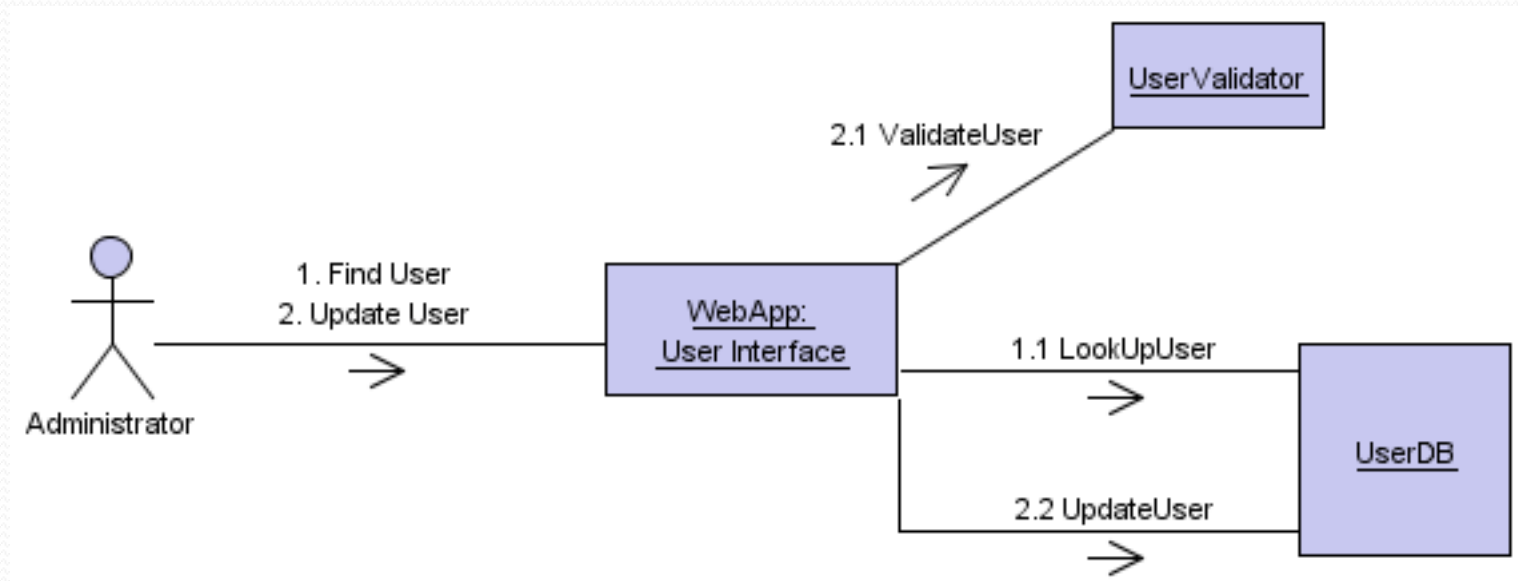 UserValidator
2.1 ValidateUser
1. Find User
2. Update User
WebApp:
User Interface
1.1 LookUpUser
Administrator
UserDB
2.2 UpdateUser